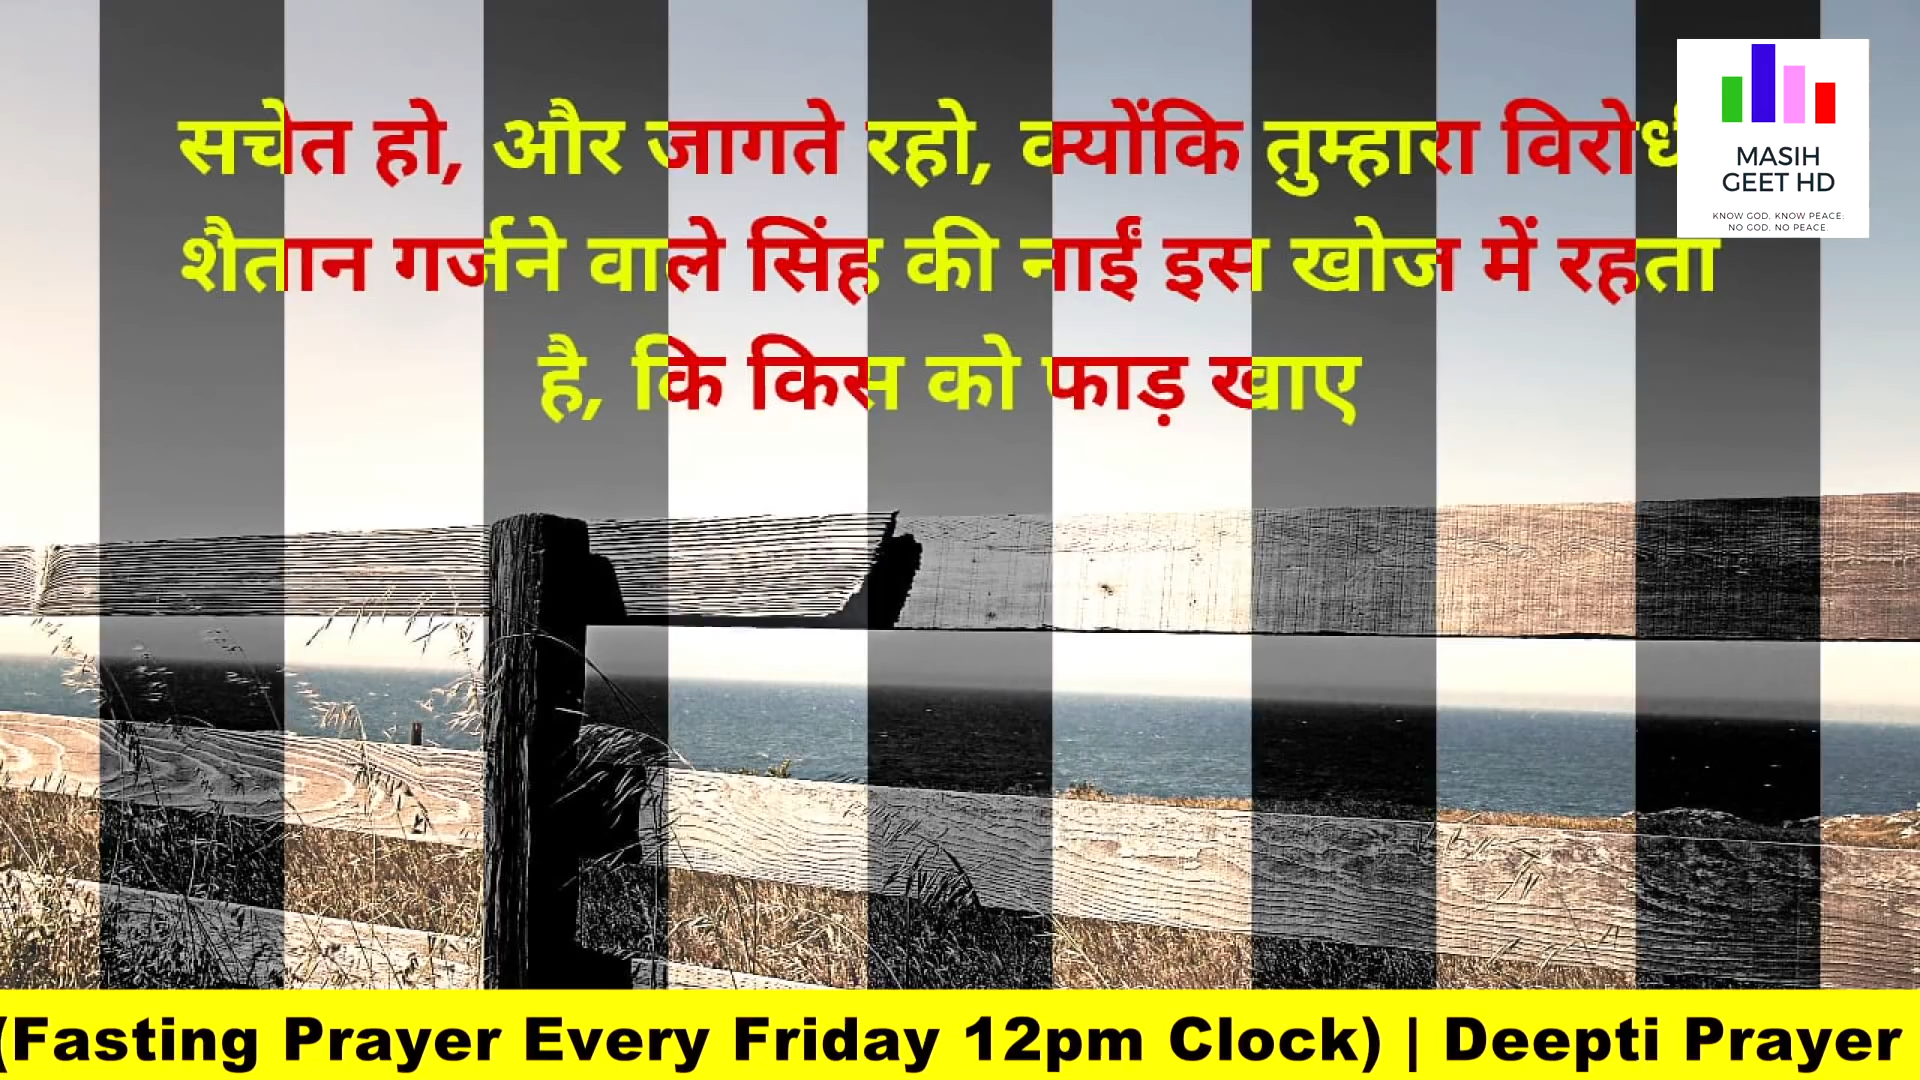 सचेत हो, और जागते रहो, क्योंकि तुम्हारा विरोधी
शैतान गर्जने वाले सिंह की नाईं इस खोज में रहता
है, कि किस को फाड़ खाए
MASIH
GEET HD
KNOW GOD. KNOW PEACE;
NO GOD, NO PEACE.
(Fasting Prayer Every Friday 12pm Clock) | Deepti Prayer